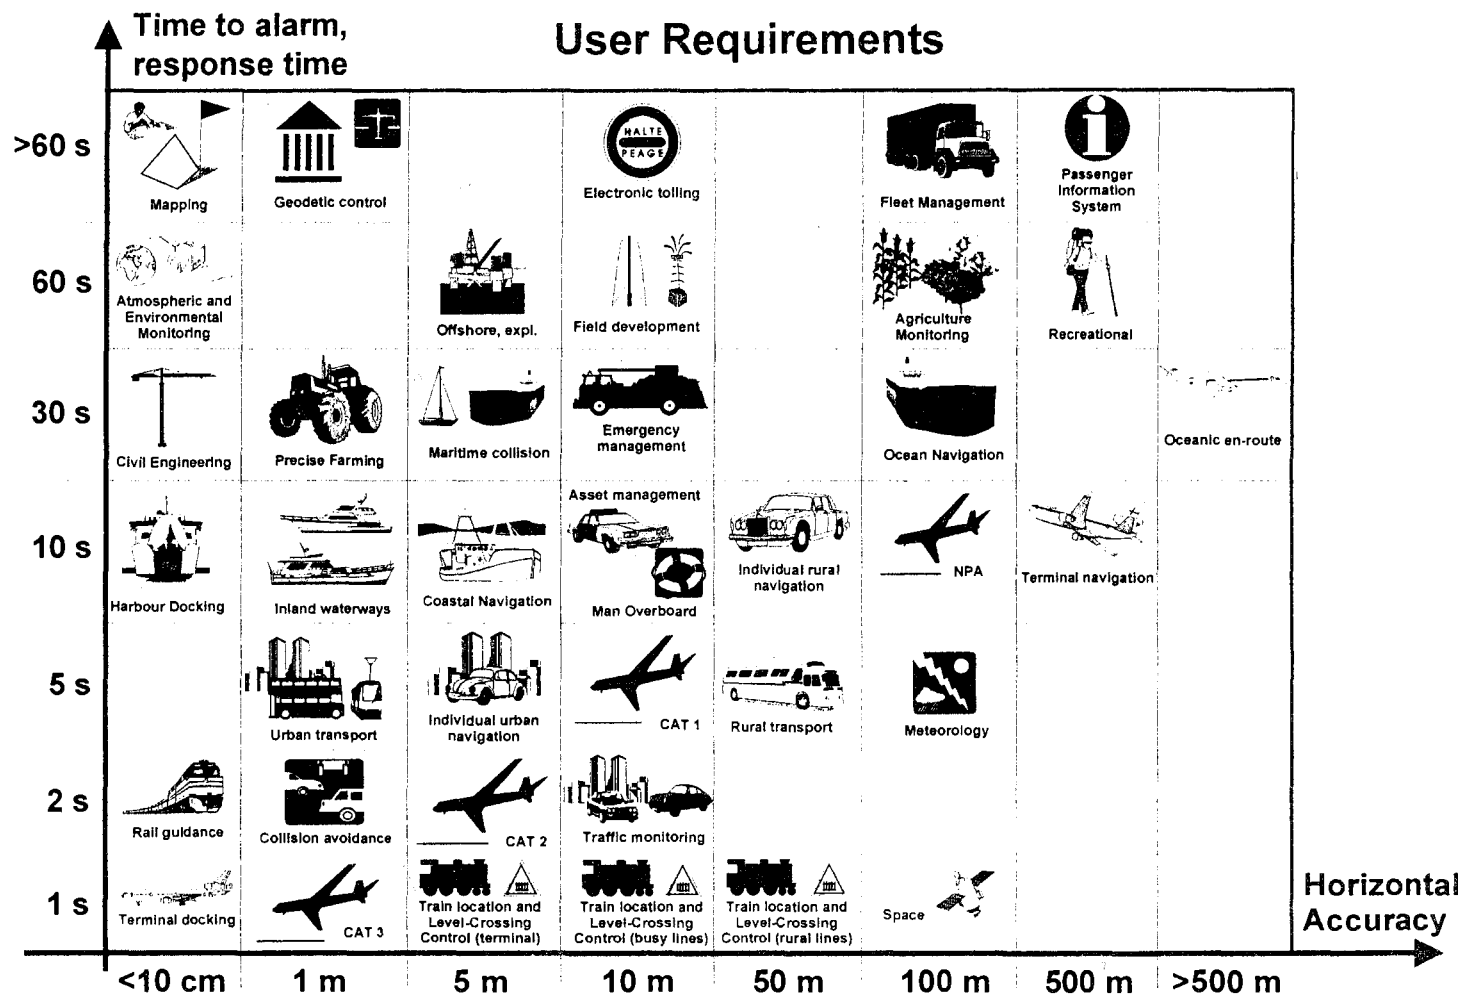 Time to alarm,
response time
User Requirements
>60 s
HALTE
PEAGE
Mapping
Geodetic control
Electronic tolling
Fleet Management
Passenger
Information
System
60 s
Atmospheric and
Environmental
Monitoring
Offshore, expl.
Field development
Agriculture
Monitoring
Recreational
30 s
Civil Engineering
Precise Farming
Maritime collision
Emergency
management
Ocean Navigation
Oceanic en-route
10 s
Harbour Docking
Inland waterways
Coastal Navigation
Asset management
Man Overboard
Individual rural
navigation
NPA
Terminal navigation
5 s
Urban transport
Individual urban
navigation
CAT 1
Rural transport
Meteorology
2 s
Rail guidance
Collision avoidance
CAT 2
Traffic monitoring
1 s
Terminal docking
CAT 3
Train location and
Level-Crossing
Control (terminal)
Train location and
Level-Crossing
Control (busy lines)
Train location and
Level-Crossing
Control (rural lines)
Space
Horizontal
Accuracy
<10 cm
1 m
5 m
10 m
50 m
100 m
500 m
>500 m